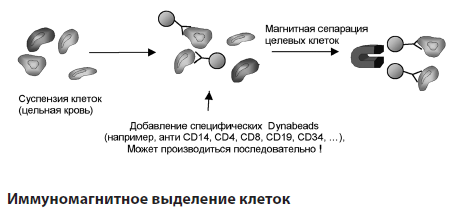 Магнитная сепарация
целевых клеток
Суспензия клеток
(цельная кровь)
Добавление специфических Dynabeads
(например, анти CD14, CD4, CD8, CD19, CD34, ...),
Может производиться последовательно !
Иммуномагнитное выделение клеток